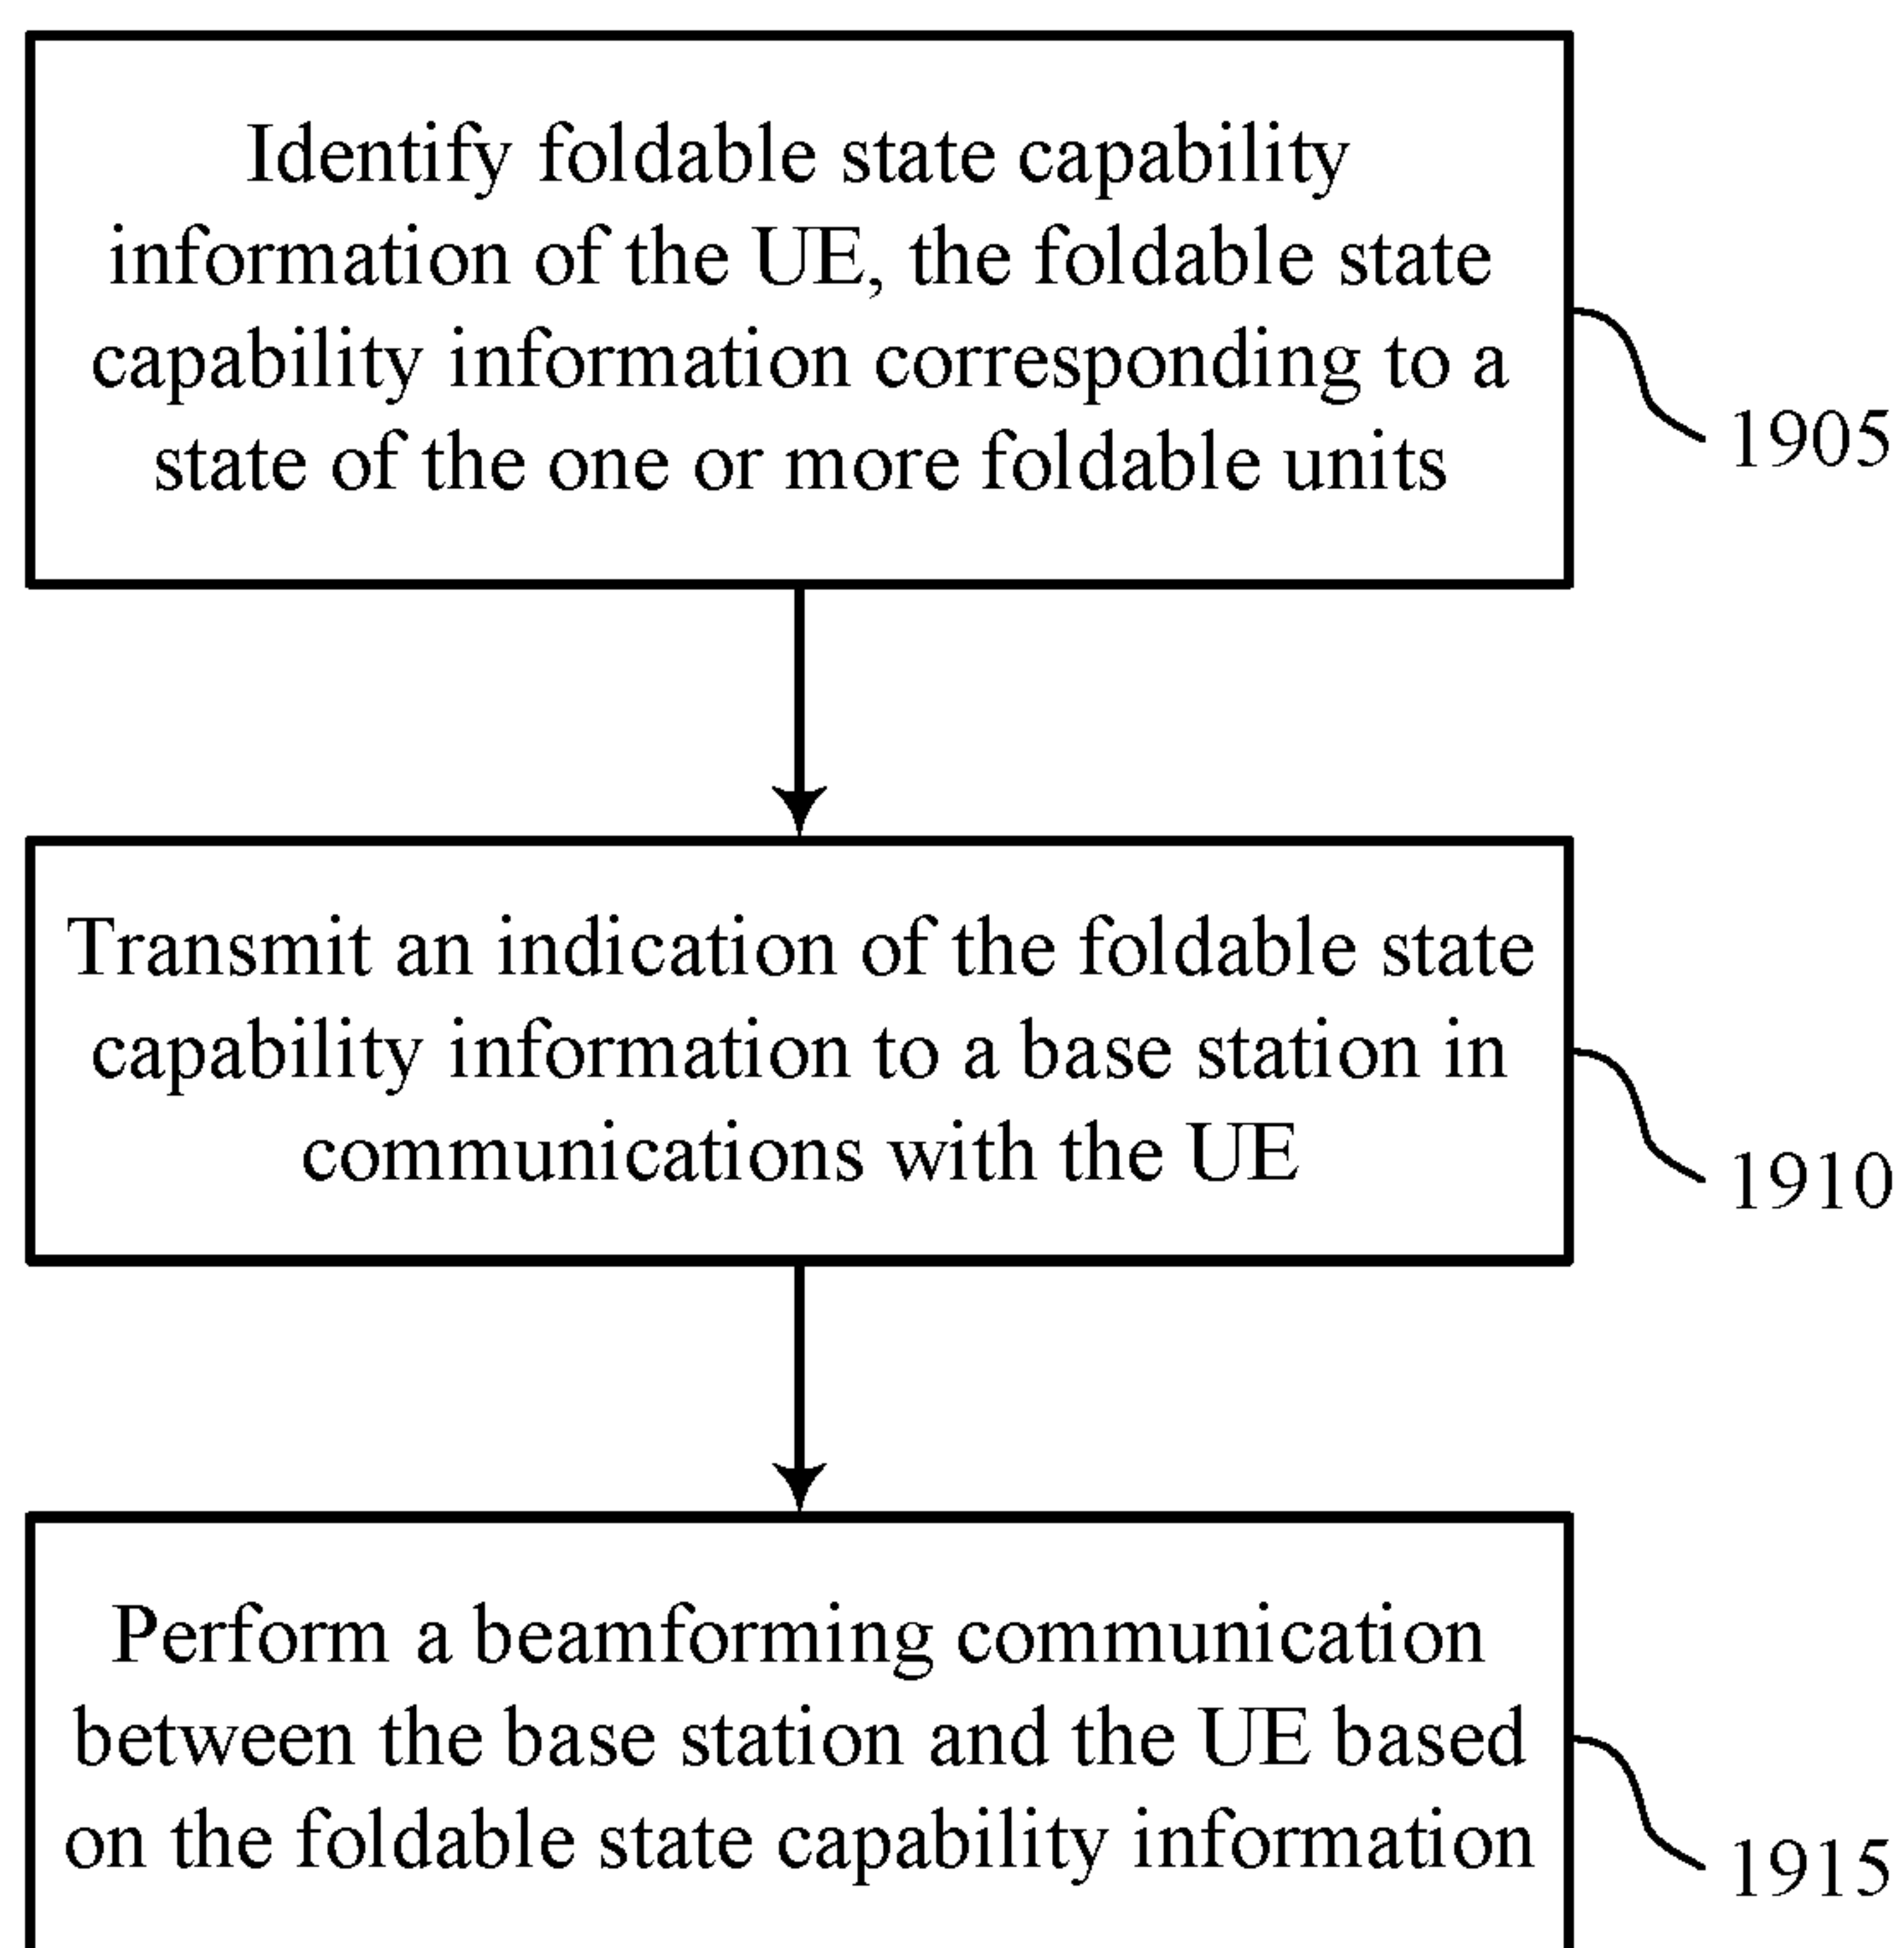 Identify foldable state capability
information of the UE, the foldable state
capability information corresponding to a
state of the one or more foldable units
1905
Transmit an indication of the foldable state
capability information to a base station in
communications with the UE
1910
Perform a beamforming communication
between the base station and the UE based
on the foldable state capability information
1915